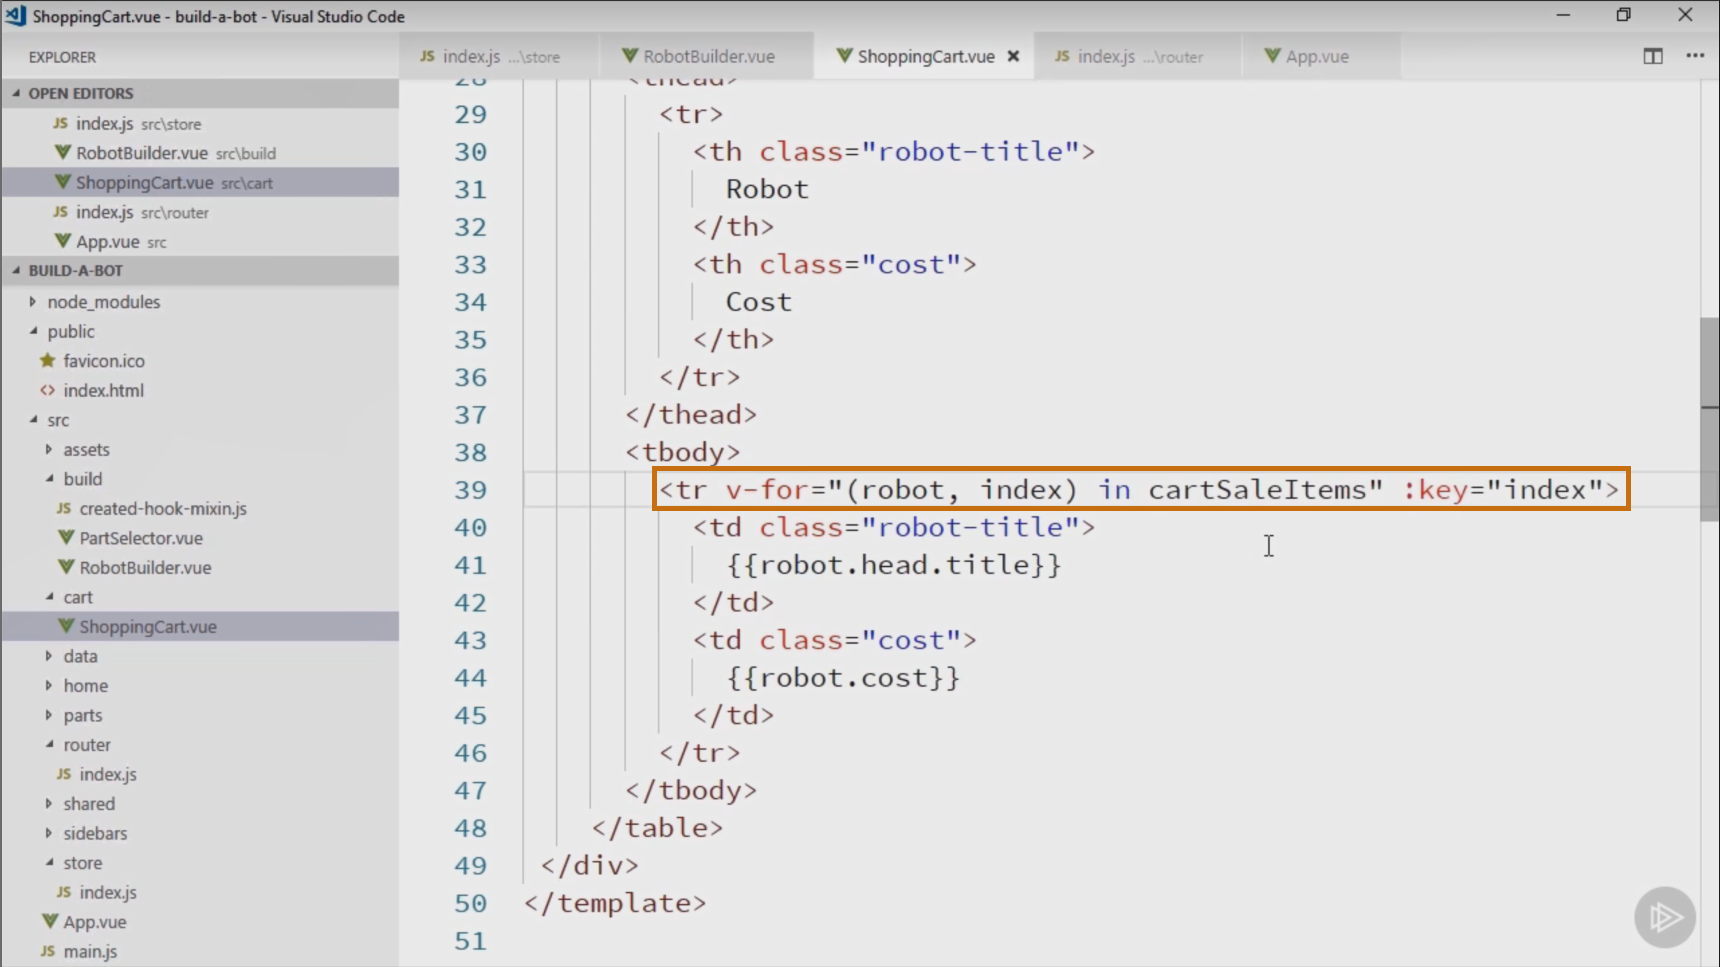 ShoppingCart.vue - build-a-bot - Visual Studio Code
EXPLORER
JS index.js ...\store
RobotBuilder.vue
ShoppingCart.vue
JS index.js ...\router
App.vue
OPEN EDITORS
JS index.js src\store
RobotBuilder.vue src\build
ShoppingCart.vue src\cart
JS index.js src\router
App.vue src
BUILD-A-BOT
node_modules
public
favicon.ico
<> index.html
src
assets
build
JS created-hook-mixin.js
PartSelector.vue
RobotBuilder.vue
cart
ShoppingCart.vue
data
home
parts
router
JS index.js
shared
sidebars
store
JS index.js
App.vue
JS main.js
28 <thead>
29 <tr>
30 <th class="robot-title">
31 Robot
32 </th>
33 <th class="cost">
34 Cost
35 </th>
36 </tr>
37 </thead>
38 <tbody>
39 <tr v-for="(robot, index) in cartSaleItems" :key="index">
40 <td class="robot-title">
41 {{robot.head.title}}
42 </td>
43 <td class="cost">
44 {{robot.cost}}
45 </td>
46 </tr>
47 </tbody>
48 </table>
49 </div>
50 </template>
51